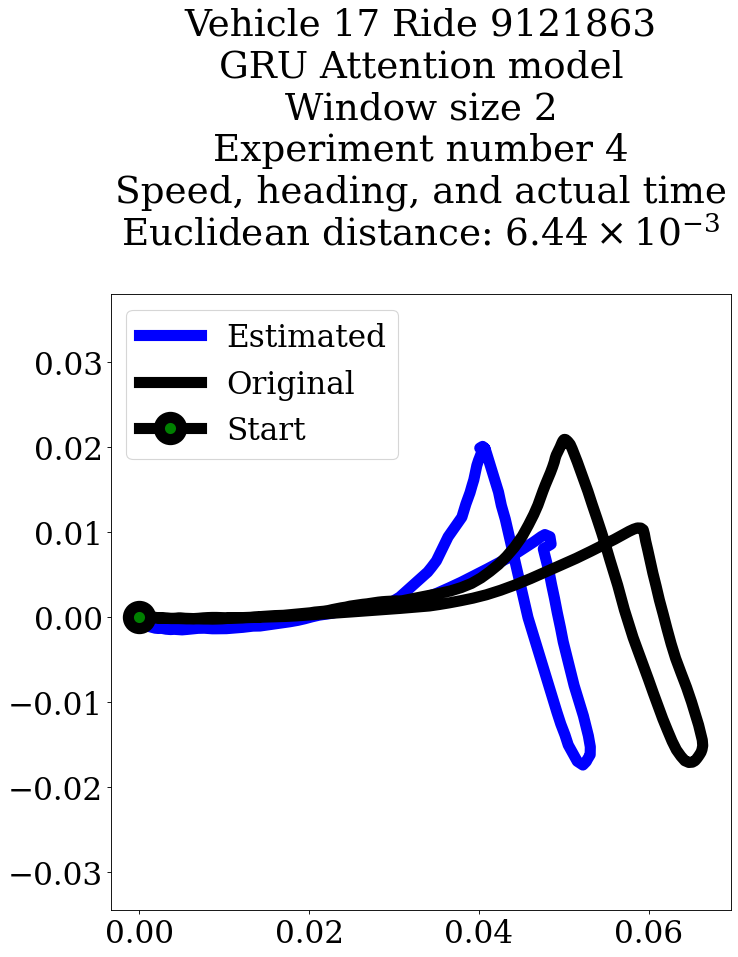 Vehicle 17 Ride 9121863
GRU Attention model
Window size 2
Experiment number 4
Speed, heading, and actual time
Euclidean distance: 6.44 × 10⁻³
Estimated
Original
Start
0.03
0.02
0.01
0.00
−0.01
−0.02
−0.03
0.00 0.02 0.04 0.06